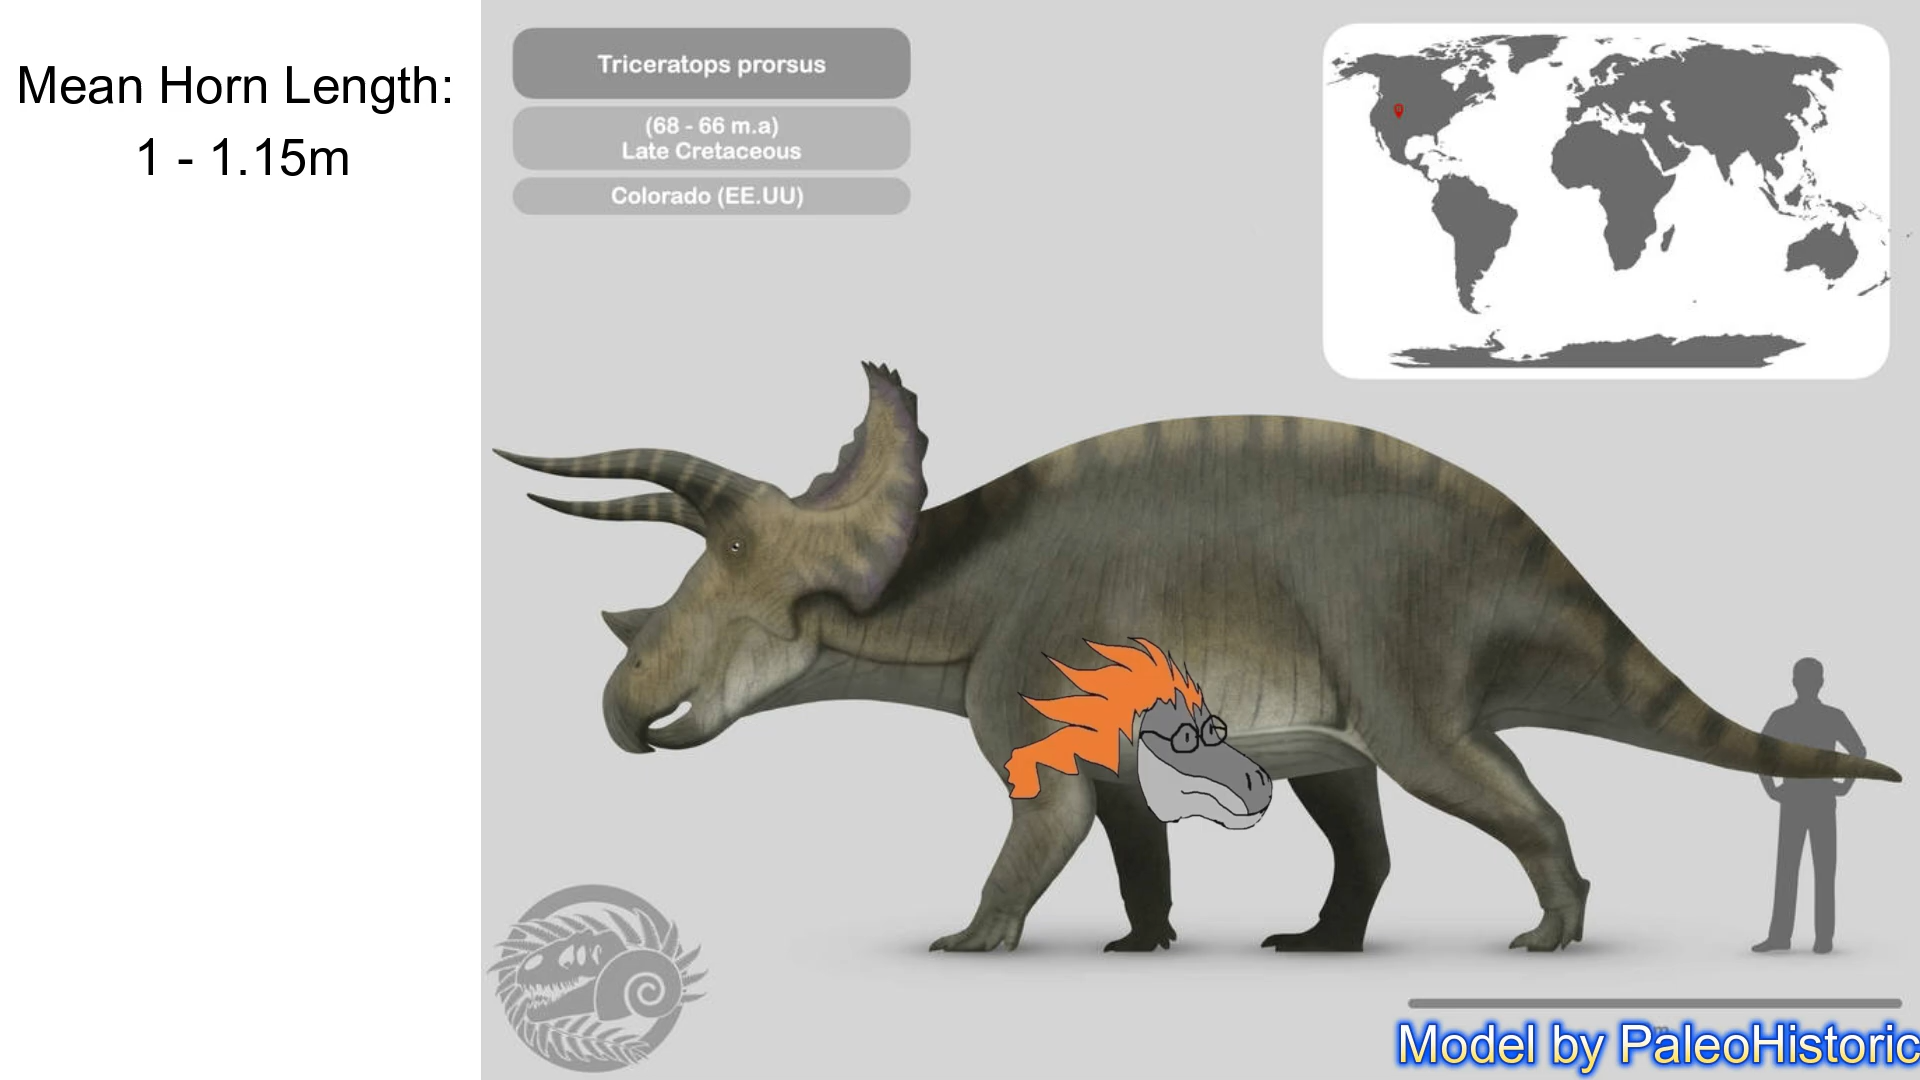 Mean Horn Length:
1 - 1.15m
Triceratops prorsus
(68 - 66 m.a)
Late Cretaceous
Colorado (EE.UU)
Model by PaleoHistoric